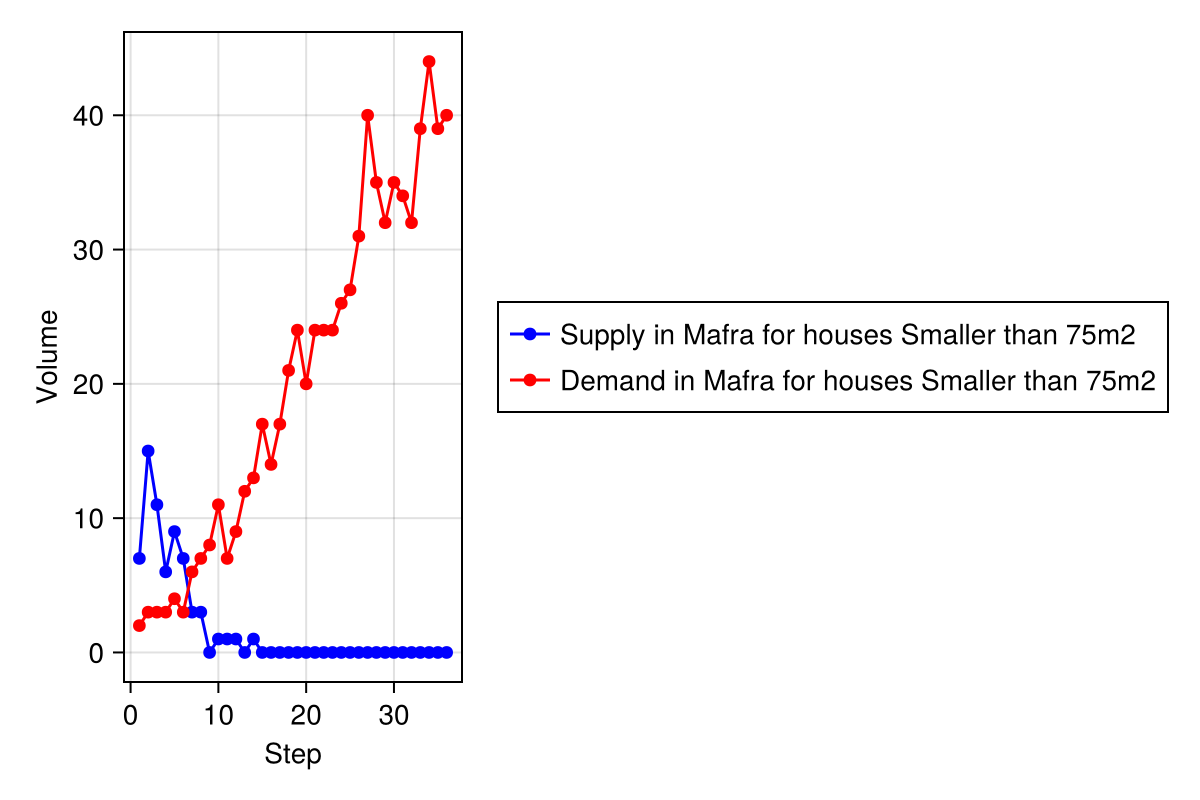 40
30
20
10
0
Volume
0 10 20 30
Step
Supply in Mafra for houses Smaller than 75m2
Demand in Mafra for houses Smaller than 75m2